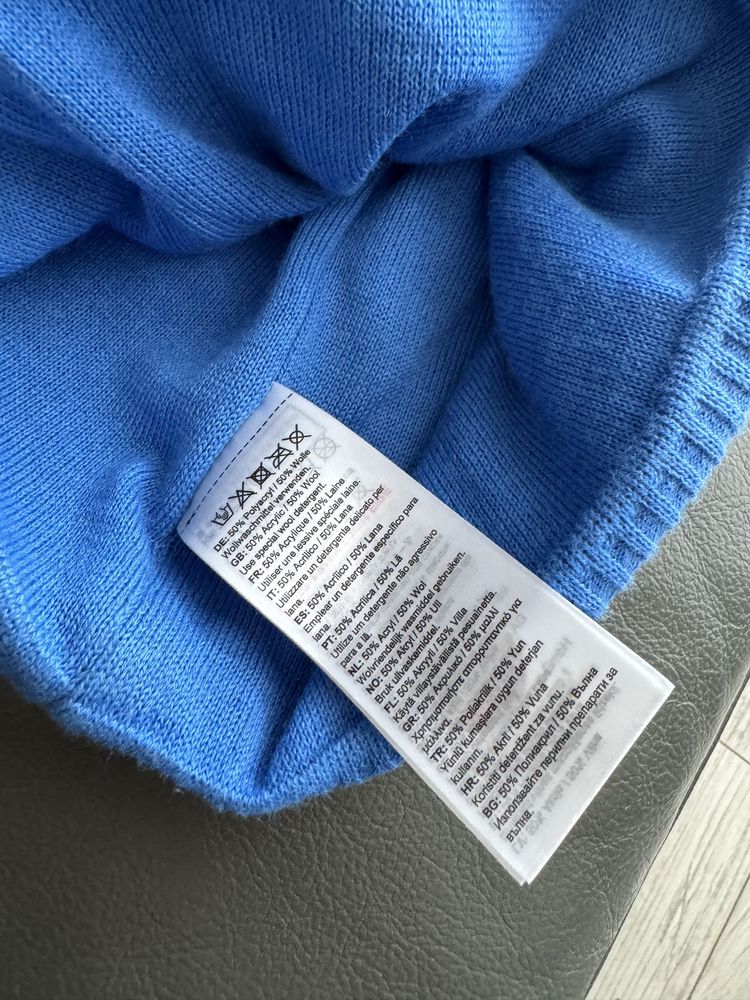 DE: 50% Polyacryl / 50% Wolle
Wollwaschmittel verwenden.
GB: 50% Acrylic / 50% Wool
Use special wool detergent.
FR: 50% Acrylique / 50% Laine
Utiliser une lessive spéciale laine.
IT: 50% Acrilico / 50% Lana
Utilizzare un detergente delicato per
lana.
ES: 50% Acrílico / 50% Lana
Emplear un detergente específico para
lana.
PT: 50% Acrílica / 50% Lã
Utilize um detergente não agressivo
para a lã.
NL: 50% Acryl / 50% Wol
Wolvriendelijk wasmiddel gebruiken.
NO: 50% Akryl / 50% Ull
Bruk ullvaskemiddel.
FL: 50% Akryyli / 50% Villa
Käytä villaystävällistä pesuainetta.
GR: 50% Ακρυλικό / 50% μαλλί
Χρησιμοποιήστε απορρυπαντικό για
μάλλινα.
TR: 50% Poliakrilik / 50% Yun
Yünlü kumaşlara uygun deterjan
kullanin.
HR: 50% Akril / 50% Vuna
Koristiti deterdžent za vunu.
BG: 50% Полиакрил / 50% Вълна
Използвайте перилни препарати за
вълна.